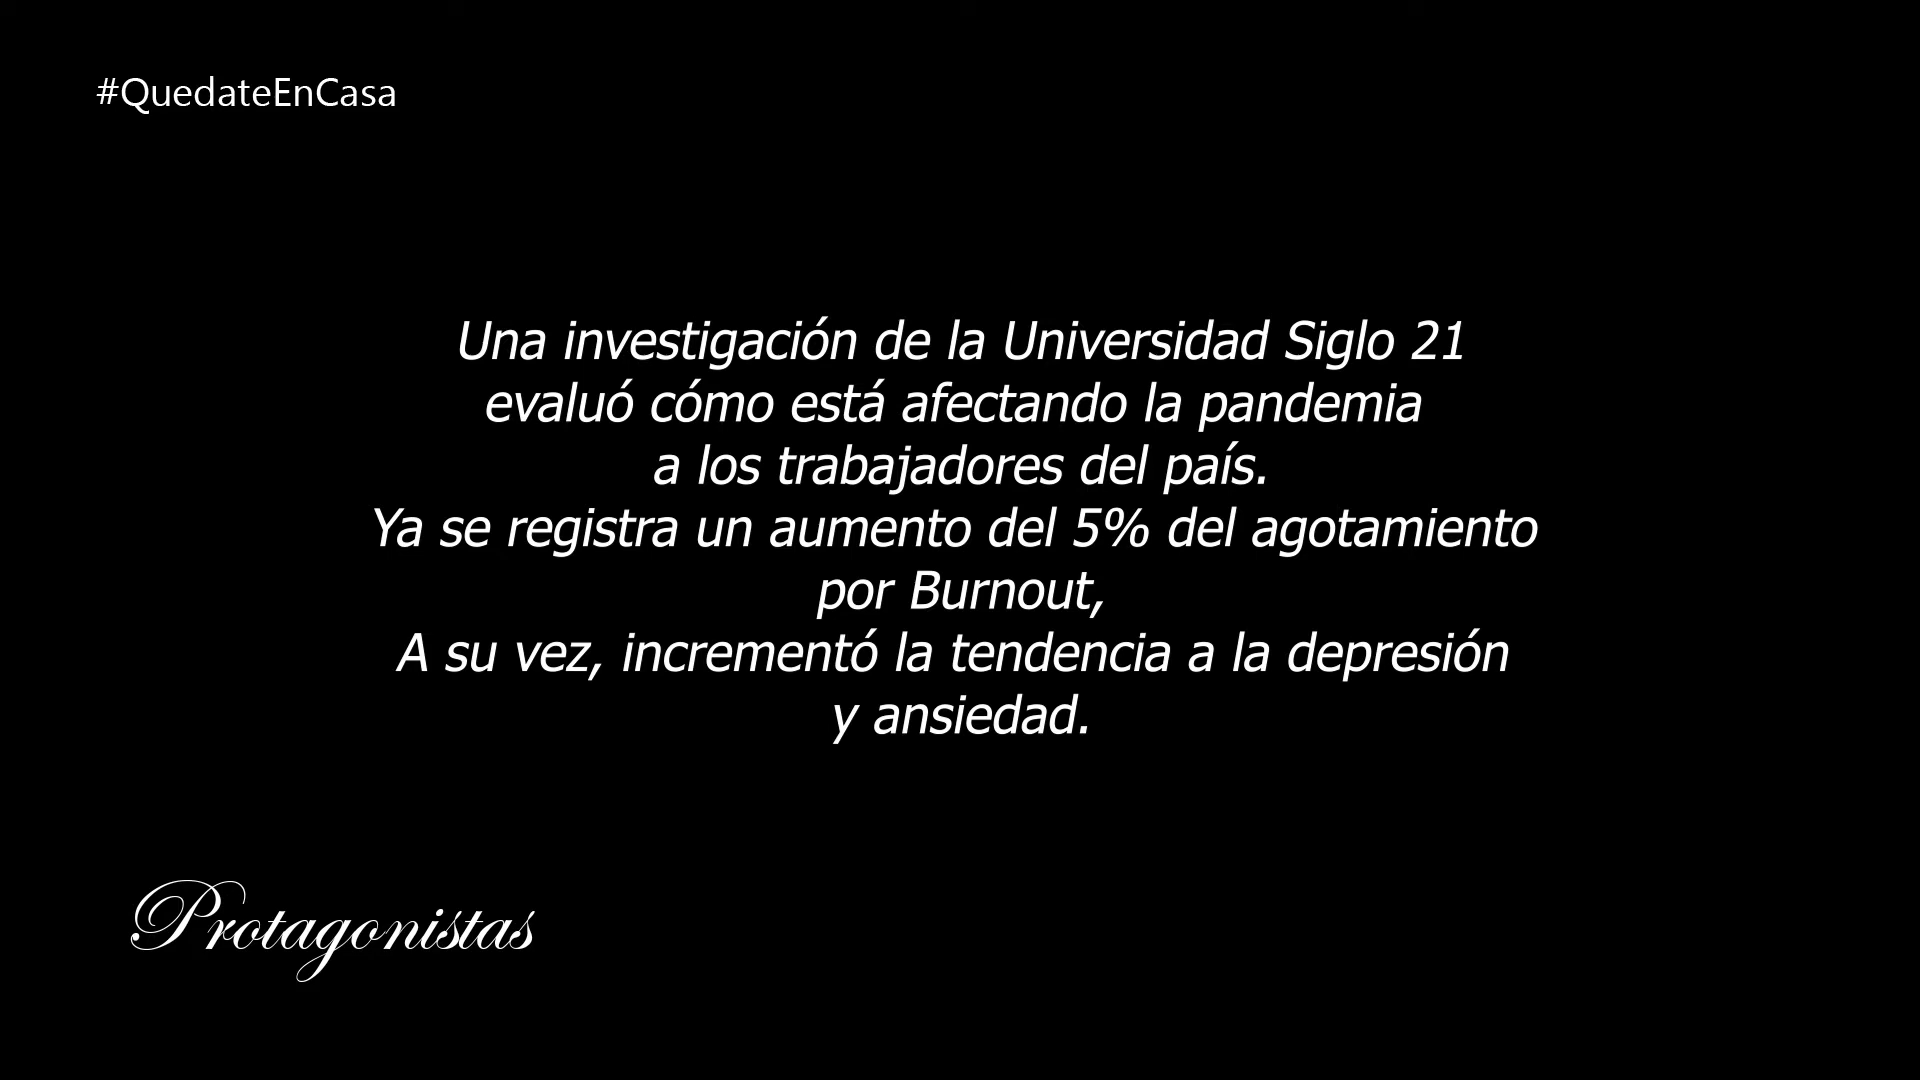 #QuedateEnCasa
Una investigación de la Universidad Siglo 21
evaluó cómo está afectando la pandemia
a los trabajadores del país.
Ya se registra un aumento del 5% del agotamiento
por Burnout,
A su vez, incrementó la tendencia a la depresión
y ansiedad.
Protagonistas